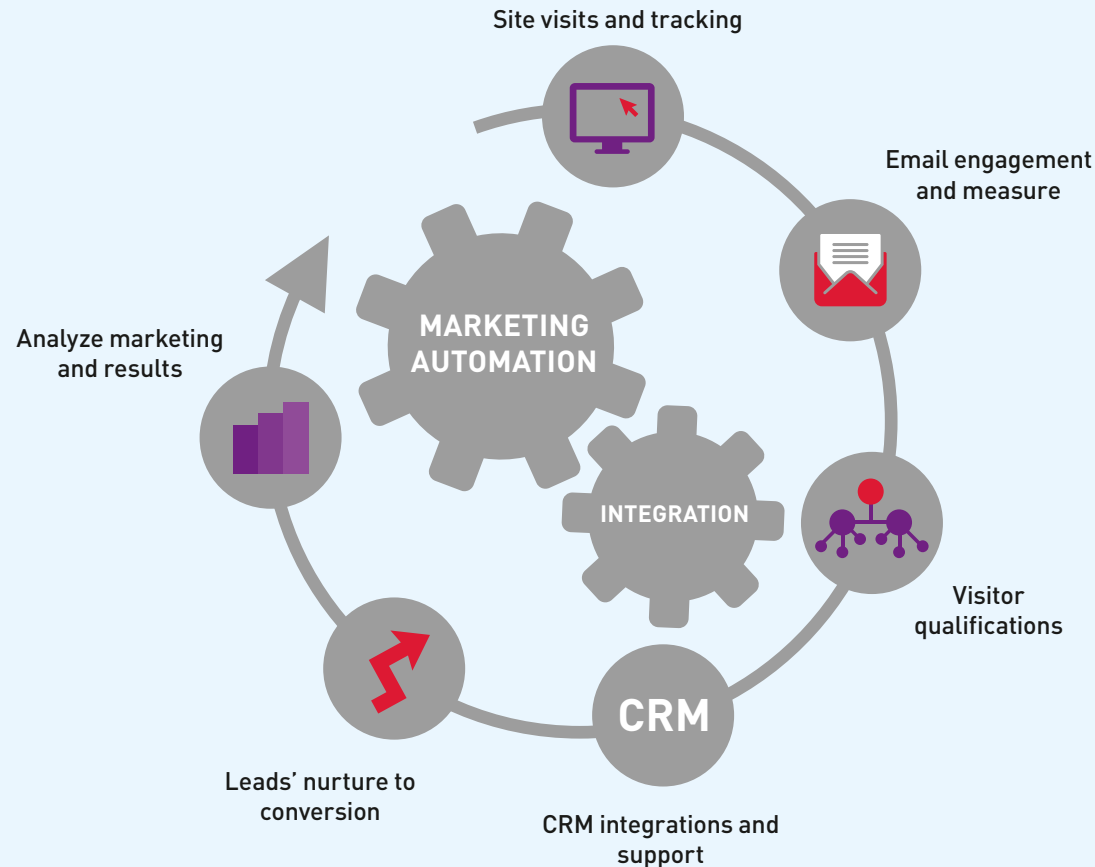 Site visits and tracking
Email engagement
and measure
MARKETING
AUTOMATION
Analyze marketing
and results
INTEGRATION
Visitor
qualifications
CRM
Leads’ nurture to
conversion
CRM integrations and
support